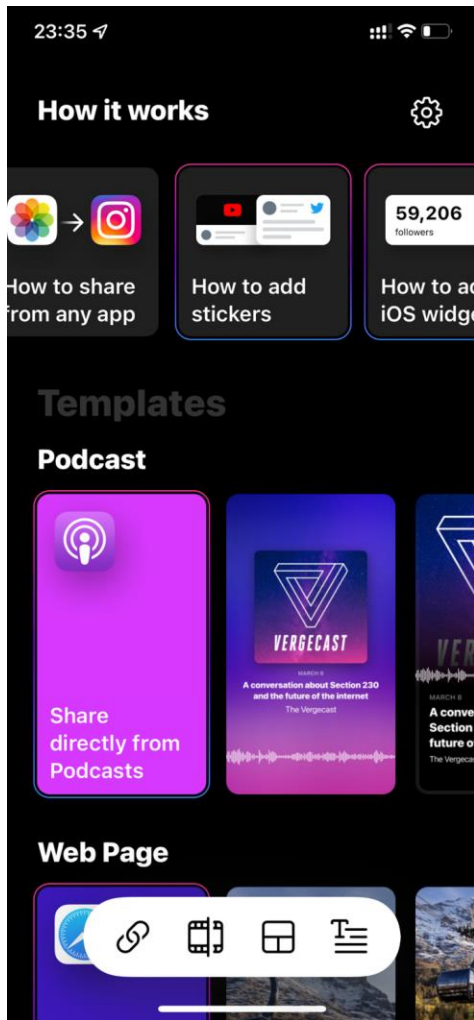 23:35
How it works
59,206
followers
How to share
from any app
How to add
stickers
How to ad
iOS widge
Templates
Podcast
Share
directly from
Podcasts
VERGECAST
MARCH 8
A conversation about Section 230
and the future of the internet
The Vergecast
VER
MARCH 8
A conve
Section
future o
The Vergecas
Web Page
T